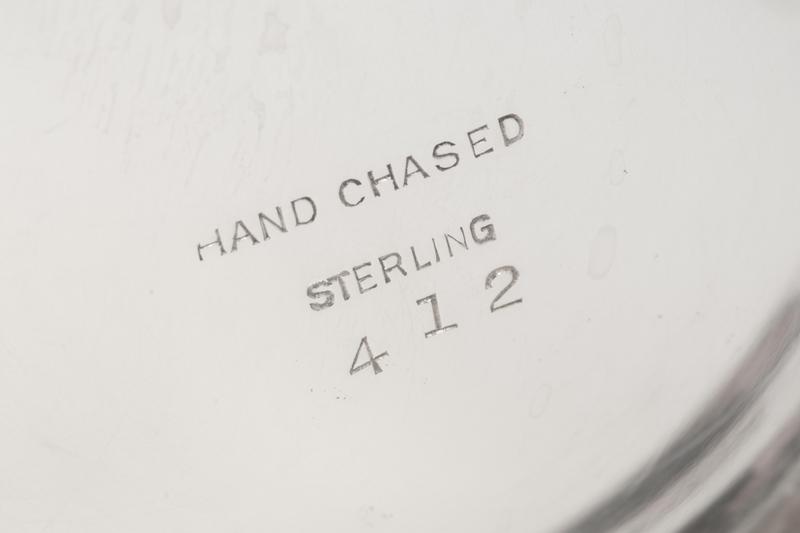 HAND CHASED
STERLING
412